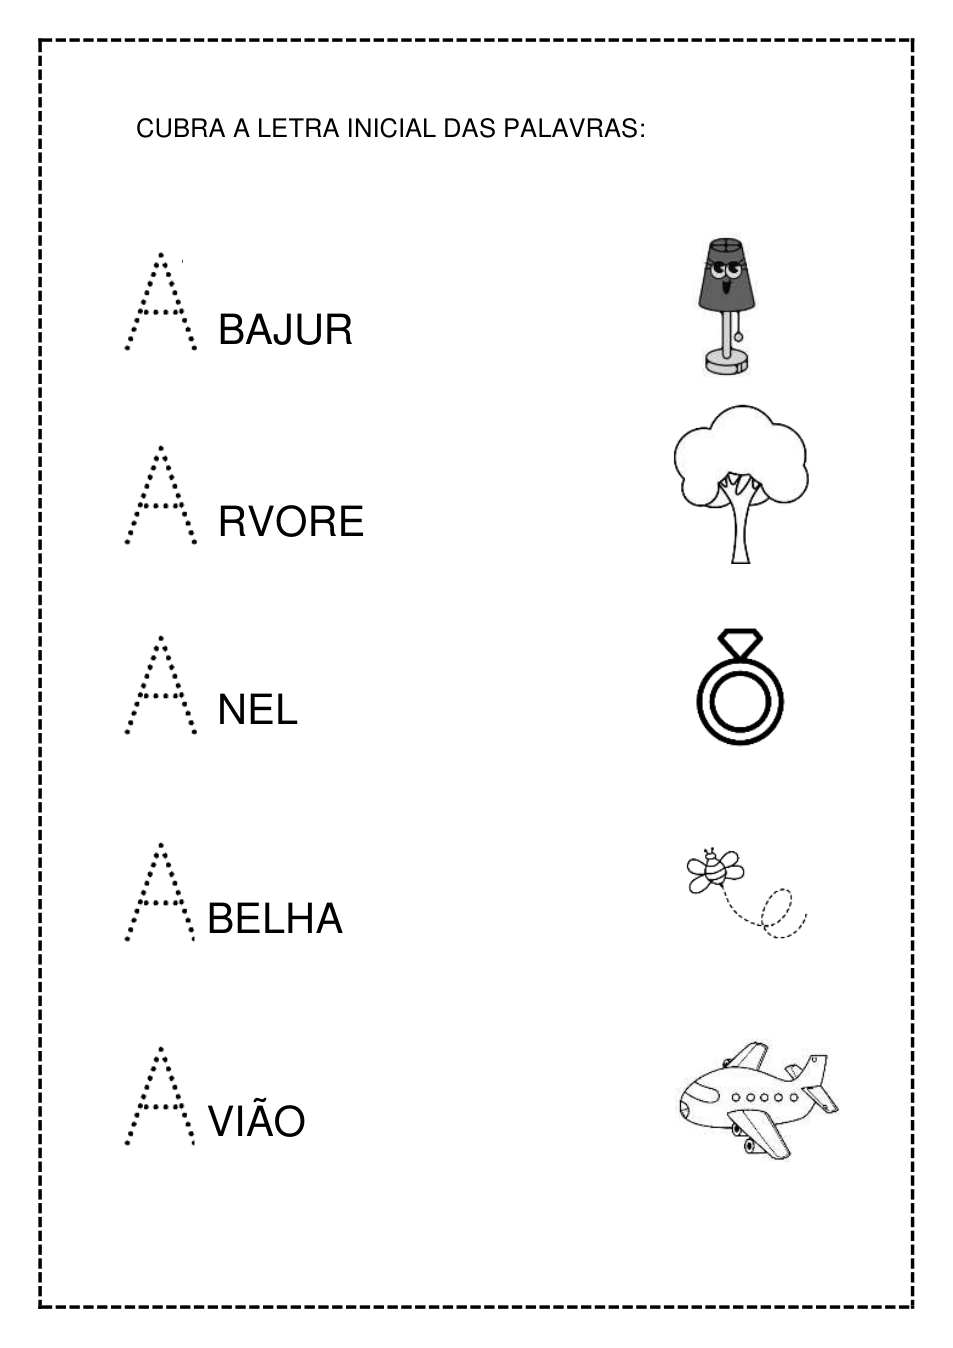 CUBRA A LETRA INICIAL DAS PALAVRAS:
A BAJUR
A RVORE
A NEL
A BELHA
A VIÃO